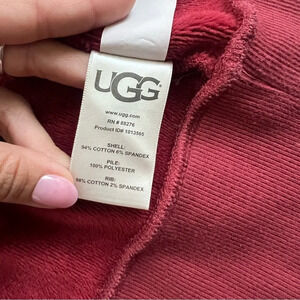 UGG
www.ugg.com
RN # 88276
Product ID# 1013565
SHELL:
94% COTTON 6% SPANDEX
PILE:
100% POLYESTER
RIB:
98% COTTON 2% SPANDEX